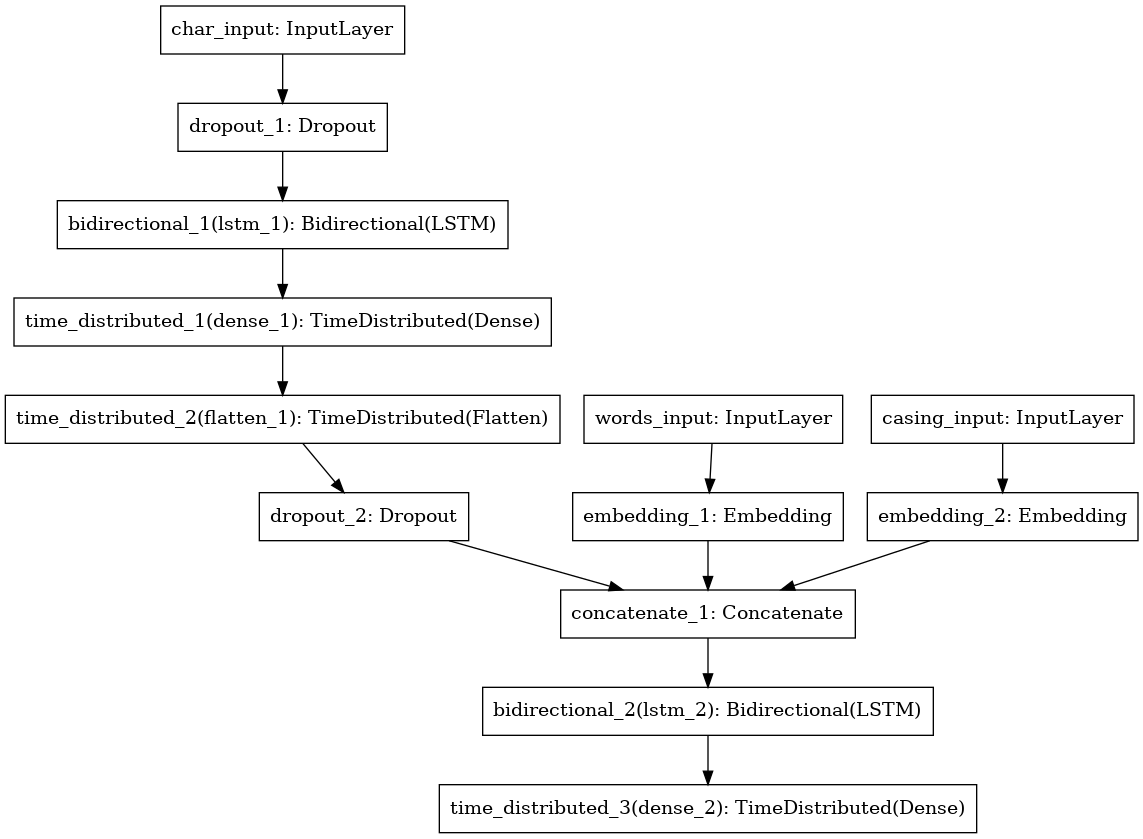 char_input: InputLayer
dropout_1: Dropout
bidirectional_1(lstm_1): Bidirectional(LSTM)
time_distributed_1(dense_1): TimeDistributed(Dense)
time_distributed_2(flatten_1): TimeDistributed(Flatten)
words_input: InputLayer
casing_input: InputLayer
dropout_2: Dropout
embedding_1: Embedding
embedding_2: Embedding
concatenate_1: Concatenate
bidirectional_2(lstm_2): Bidirectional(LSTM)
time_distributed_3(dense_2): TimeDistributed(Dense)